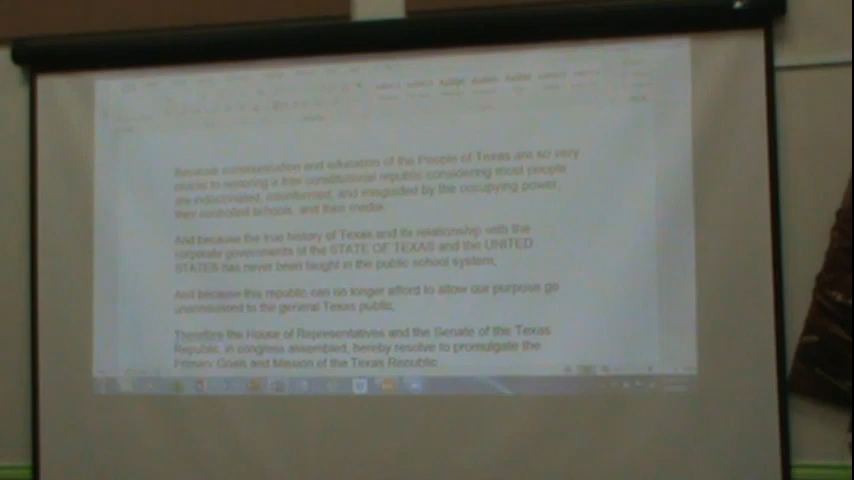 Because communication and education of the People of Texas are so very
crucial to restoring a free constitutional republic considering most people
are indoctrinated, misinformed, and misguided by the occupying power,
their controlled schools, and their media.
And because the true history of Texas and its relationship with the
corporate governments of the STATE OF TEXAS and the UNITED
STATES has never been taught in the public school system,
And because this republic can no longer afford to allow our purpose go
unannounced to the general Texas public,
Therefore the House of Representatives and the Senate of the Texas
Republic, in congress assembled, hereby resolve to promulgate the
Primary Goals and Mission of the Texas Republic